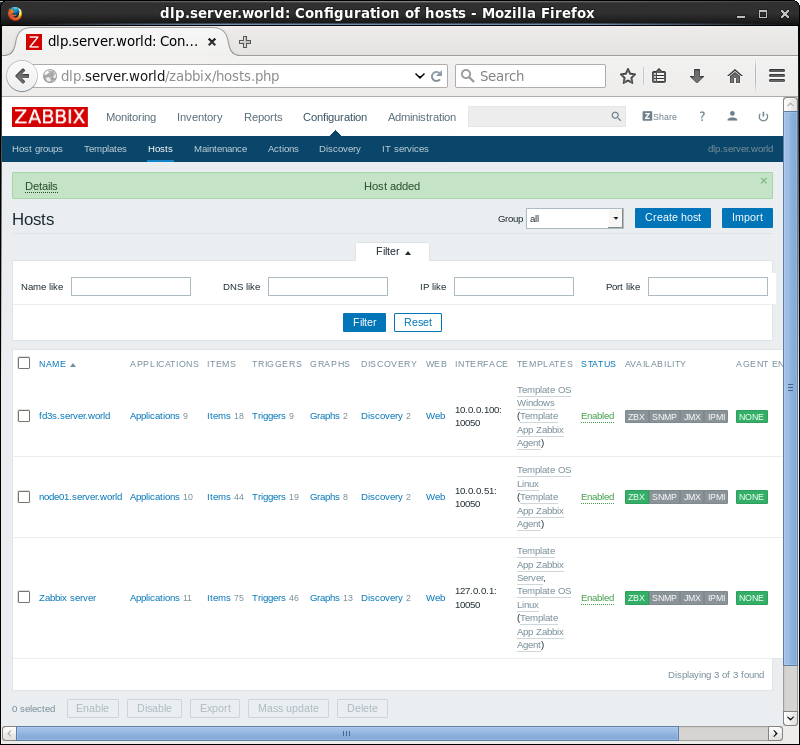 dlp.server.world: Configuration of hosts - Mozilla Firefox
Z dlp.server.world: Con...
dlp.server.world/zabbix/hosts.php Search
ZABBIX Monitoring Inventory Reports Configuration Administration Z Share ?
Host groups Templates Hosts Maintenance Actions Discovery IT services dlp.server.world
Details Host added
Hosts Group all Create host Import
Filter
Name like DNS like IP like Port like
Filter Reset
NAME APPLICATIONS ITEMS TRIGGERS GRAPHS DISCOVERY WEB INTERFACE TEMPLATES STATUS AVAILABILITY AGENT EN
fd3s.server.world Applications 9 Items 18 Triggers 9 Graphs 2 Discovery 2 Web
10.0.0.100:
10050
Template OS
Windows
(Template
App Zabbix
Agent)
Enabled ZBX SNMP JMX IPMI NONE
node01.server.world Applications 10 Items 44 Triggers 19 Graphs 8 Discovery 2 Web
10.0.0.51:
10050
Template OS
Linux
(Template
App Zabbix
Agent)
Enabled ZBX SNMP JMX IPMI NONE
Zabbix server Applications 11 Items 75 Triggers 46 Graphs 13 Discovery 2 Web
127.0.0.1:
10050
Template
App Zabbix
Server,
Template OS
Linux
(Template
App Zabbix
Agent)
Enabled ZBX SNMP JMX IPMI NONE
Displaying 3 of 3 found
0 selected Enable Disable Export Mass update Delete